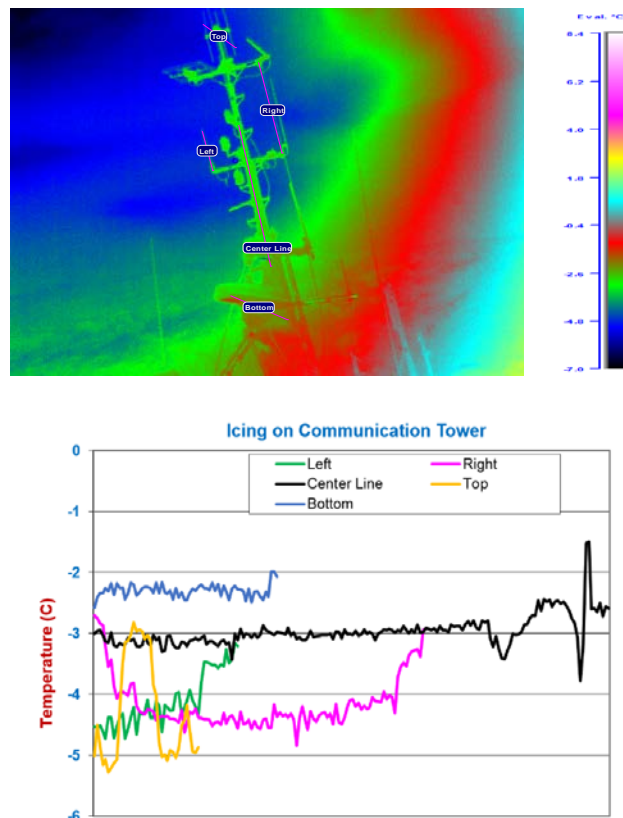 Eval. °C
Top
8.4
6.2
Right
4.0
Left
1.8
-0.4
Center Line
-2.6
Bottom
-4.8
-7.0
Icing on Communication Tower
0
Left
Right
Center Line
Top
Bottom
-1
-2
-3
-4
-5
-6
Temperature (C)